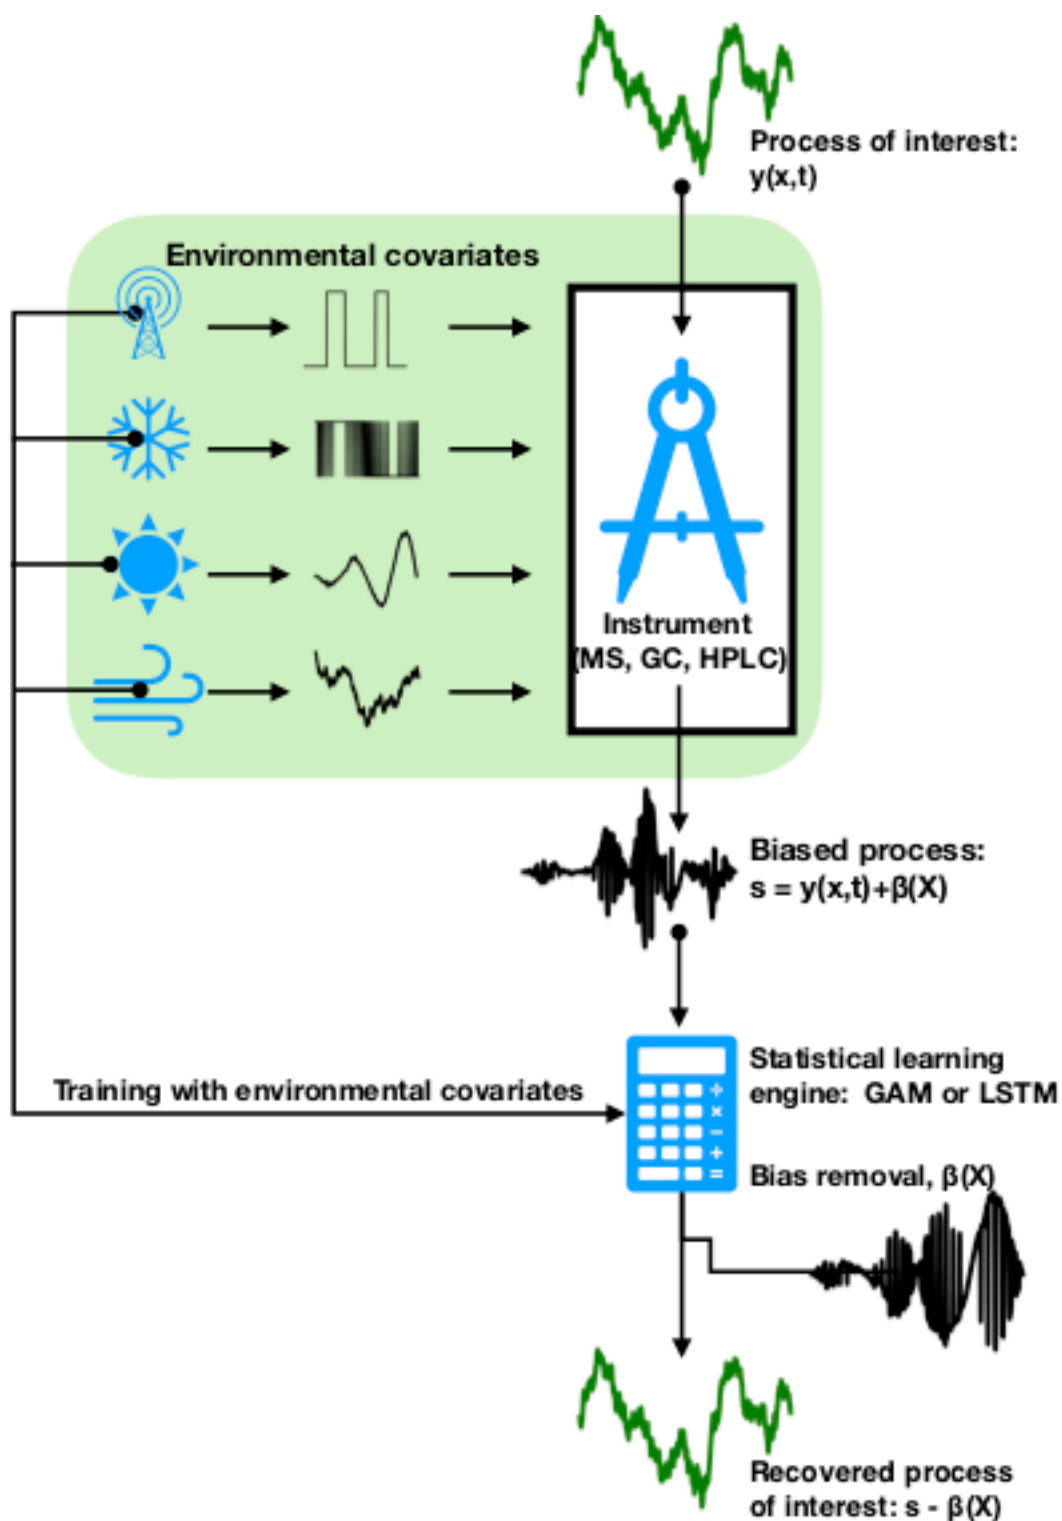 Process of interest:
y(x,t)
Environmental covariates
Instrument
(MS, GC, HPLC)
Biased process:
s = y(x,t)+β(X)
Statistical learning
engine: GAM or LSTM
Training with environmental covariates
÷
×
−
+
=
Bias removal, β(X)
Recovered process
of interest: s - β(X)